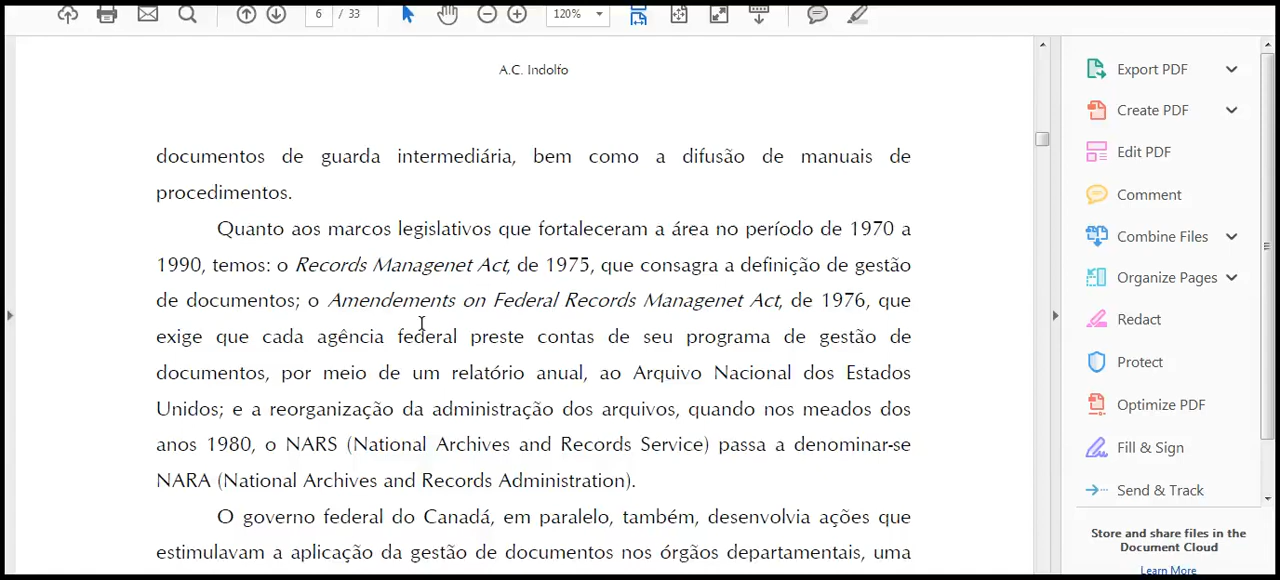 6 / 33
120%
A.C. Indolfo
documentos de guarda intermediária, bem como a difusão de manuais de
procedimentos.
Quanto aos marcos legislativos que fortaleceram a área no período de 1970 a
1990, temos: o Records Managenet Act, de 1975, que consagra a definição de gestão
de documentos; o Amendements on Federal Records Managenet Act, de 1976, que
exige que cada agência federal preste contas de seu programa de gestão de
documentos, por meio de um relatório anual, ao Arquivo Nacional dos Estados
Unidos; e a reorganização da administração dos arquivos, quando nos meados dos
anos 1980, o NARS (National Archives and Records Service) passa a denominar-se
NARA (National Archives and Records Administration).
O governo federal do Canadá, em paralelo, também, desenvolvia ações que
estimulavam a aplicação da gestão de documentos nos órgãos departamentais, uma
Export PDF
Create PDF
Edit PDF
Comment
Combine Files
Organize Pages
Redact
Protect
Optimize PDF
Fill & Sign
Send & Track
Store and share files in the
Document Cloud
Learn More